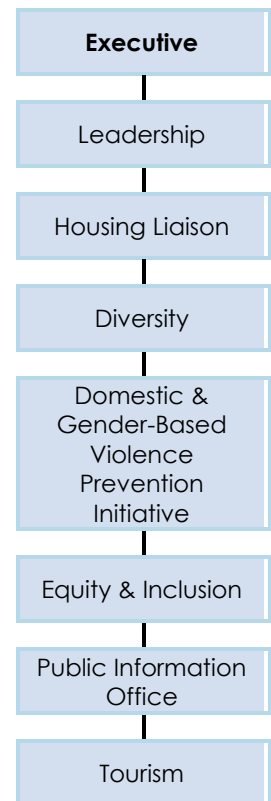 Executive
Leadership
Housing Liaison
Diversity
Domestic &
Gender-Based
Violence
Prevention
Initiative
Equity & Inclusion
Public Information
Office
Tourism